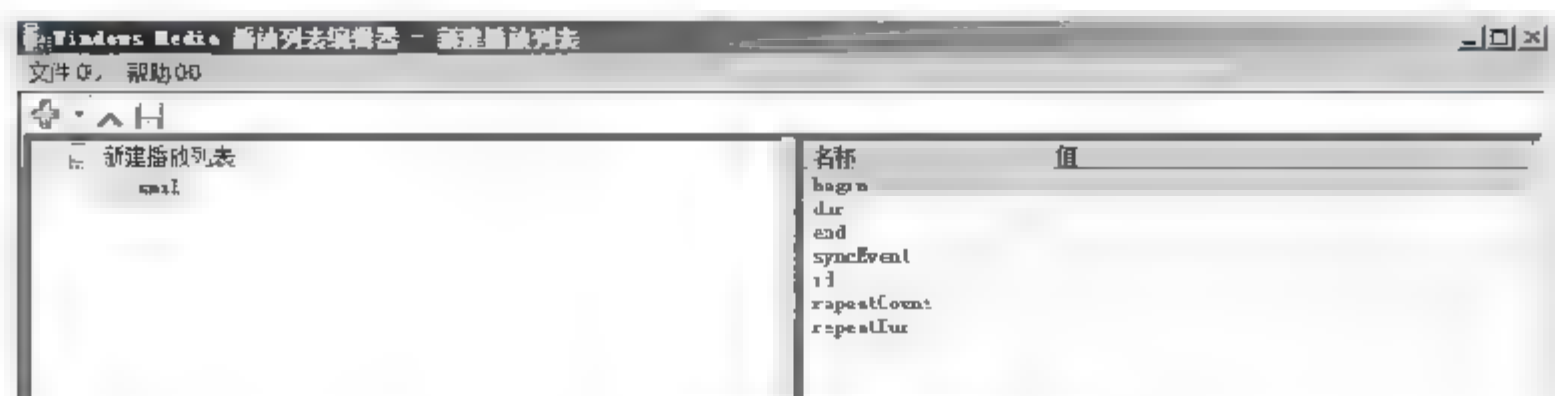 Windows Media 播放列表编辑器 - 新建播放列表
文件(F) 帮助(H)
新建播放列表
smil
名称 值
begin
dur
end
syncEvent
id
repeatCount
repeatDur